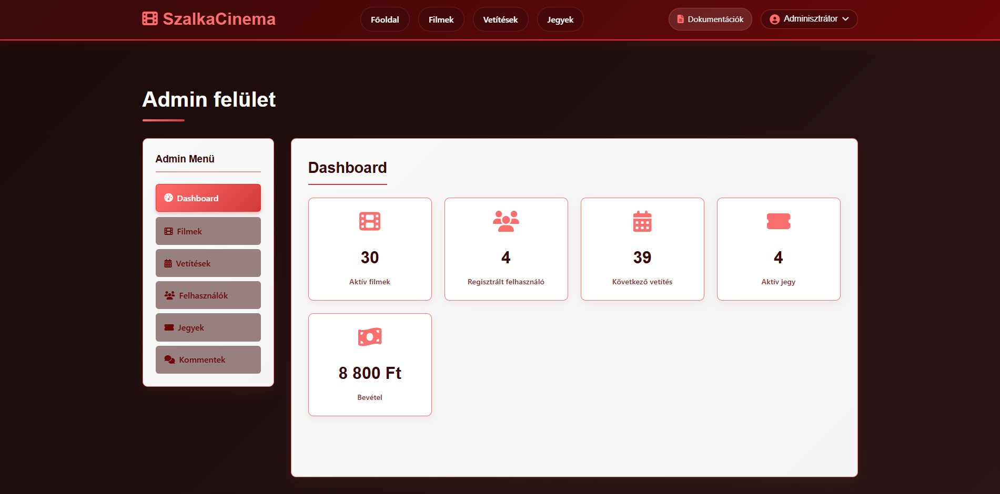 SzalkaCinema
Főoldal
Filmek
Vetítések
Jegyek
Dokumentációk
Adminisztrátor
Admin felület
Admin Menü
Dashboard
Filmek
Vetítések
Felhasználók
Jegyek
Kommentek
Dashboard
30
Aktív filmek
4
Regisztrált felhasználó
39
Következő vetítés
4
Aktív jegy
8 800 Ft
Bevétel